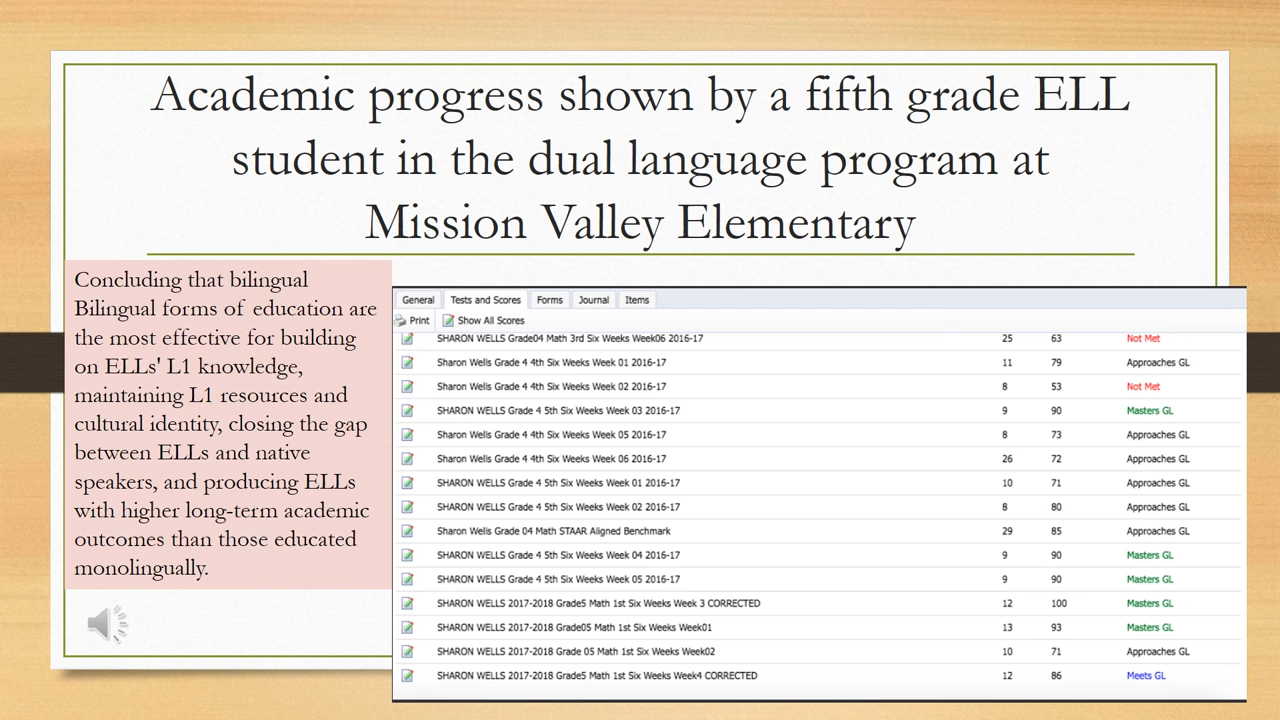 Academic progress shown by a fifth grade ELL
student in the dual language program at
Mission Valley Elementary
Concluding that bilingual
Bilingual forms of education are
the most effective for building
on ELLs' L1 knowledge,
maintaining L1 resources and
cultural identity, closing the gap
between ELLs and native
speakers, and producing ELLs
with higher long-term academic
outcomes than those educated
monolingually.
General Tests and Scores Forms Journal Items
Print Show All Scores
SHARON WELLS Grade04 Math 3rd Six Weeks Week06 2016-17 25 63 Not Met
Sharon Wells Grade 4 4th Six Weeks Week 01 2016-17 11 79 Approaches GL
Sharon Wells Grade 4 4th Six Weeks Week 02 2016-17 8 53 Not Met
SHARON WELLS Grade 4 5th Six Weeks Week 03 2016-17 9 90 Masters GL
Sharon Wells Grade 4 4th Six Weeks Week 05 2016-17 8 73 Approaches GL
Sharon Wells Grade 4 4th Six Weeks Week 06 2016-17 26 72 Approaches GL
SHARON WELLS Grade 4 5th Six Weeks Week 01 2016-17 10 71 Approaches GL
SHARON WELLS Grade 4 5th Six Weeks Week 02 2016-17 8 80 Approaches GL
Sharon Wells Grade 04 Math STAAR Aligned Benchmark 29 85 Approaches GL
SHARON WELLS Grade 4 5th Six Weeks Week 04 2016-17 9 90 Masters GL
SHARON WELLS Grade 4 5th Six Weeks Week 05 2016-17 9 90 Masters GL
SHARON WELLS 2017-2018 Grade5 Math 1st Six Weeks Week 3 CORRECTED 12 100 Masters GL
SHARON WELLS 2017-2018 Grade05 Math 1st Six Weeks Week01 13 93 Masters GL
SHARON WELLS 2017-2018 Grade 05 Math 1st Six Weeks Week02 10 71 Approaches GL
SHARON WELLS 2017-2018 Grade5 Math 1st Six Weeks Week4 CORRECTED 12 86 Meets GL